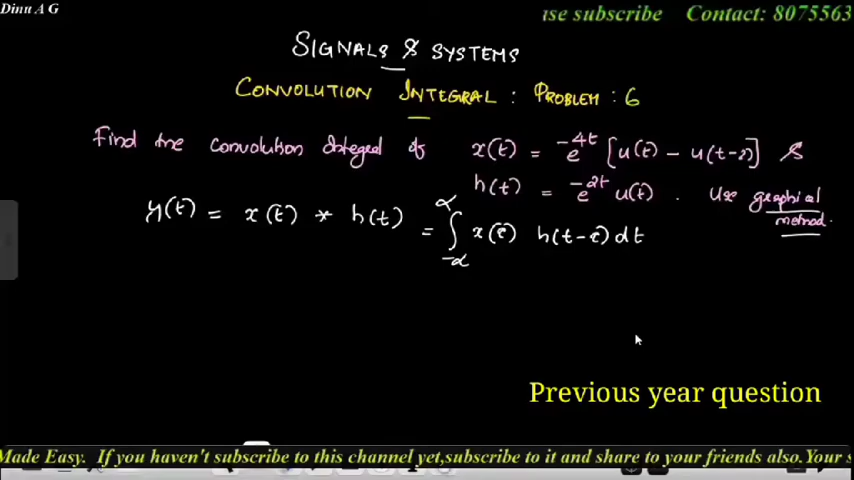 Dinu A G
ise subscribe Contact: 8075563
SIGNALS & SYSTEMS
CONVOLUTION INTEGRAL : PROBLEM : 6
Find the convolution Integral of x(t) = e^{-4t} [u(t) - u(t-2)] &
h(t) = e^{-2t} u(t) . Use graphical method.
y(t) = x(t) * h(t) = ∫_{-α}^{α} x(τ) h(t-τ) dt
Previous year question
Made Easy. If you haven't subscribe to this channel yet,subscribe to it and share to your friends also.Your s